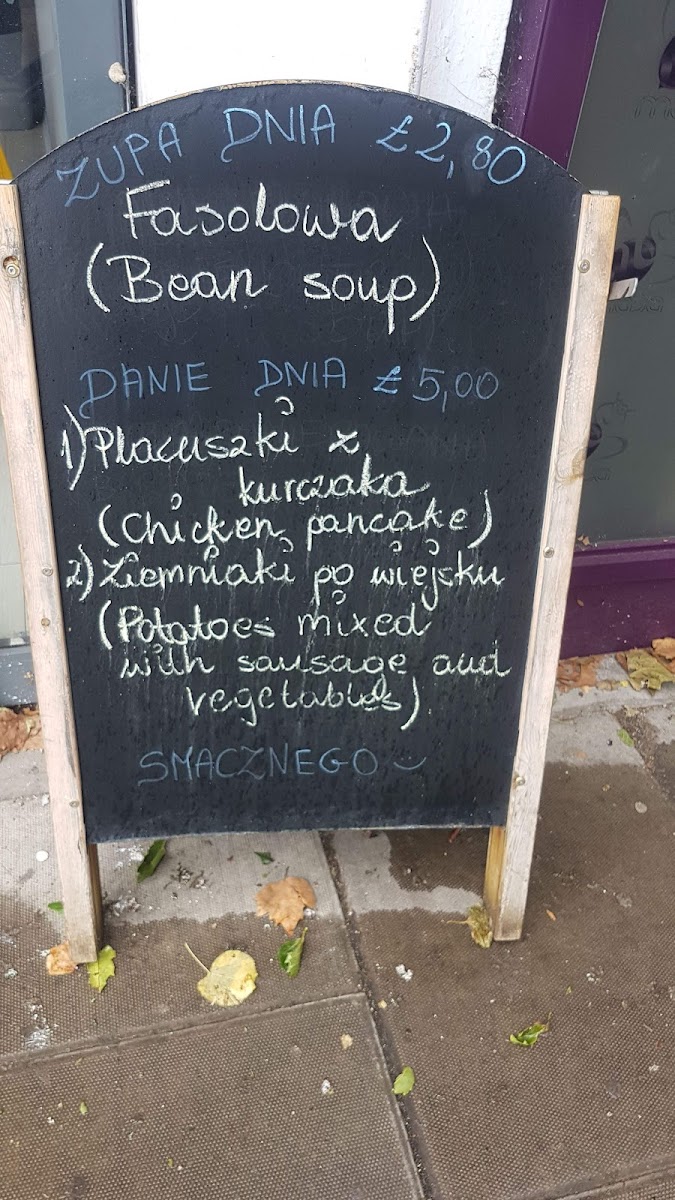 ZUPA DNIA £2,80
Fasolowa
(Bean soup)
DANIE DNIA £5,00
1) Placuszki z
kurczaka
(Chicken pancake)
2) Ziemniaki po wiejsku
(Potatoes mixed
with sausage and
vegetables)
SMACZNEGO